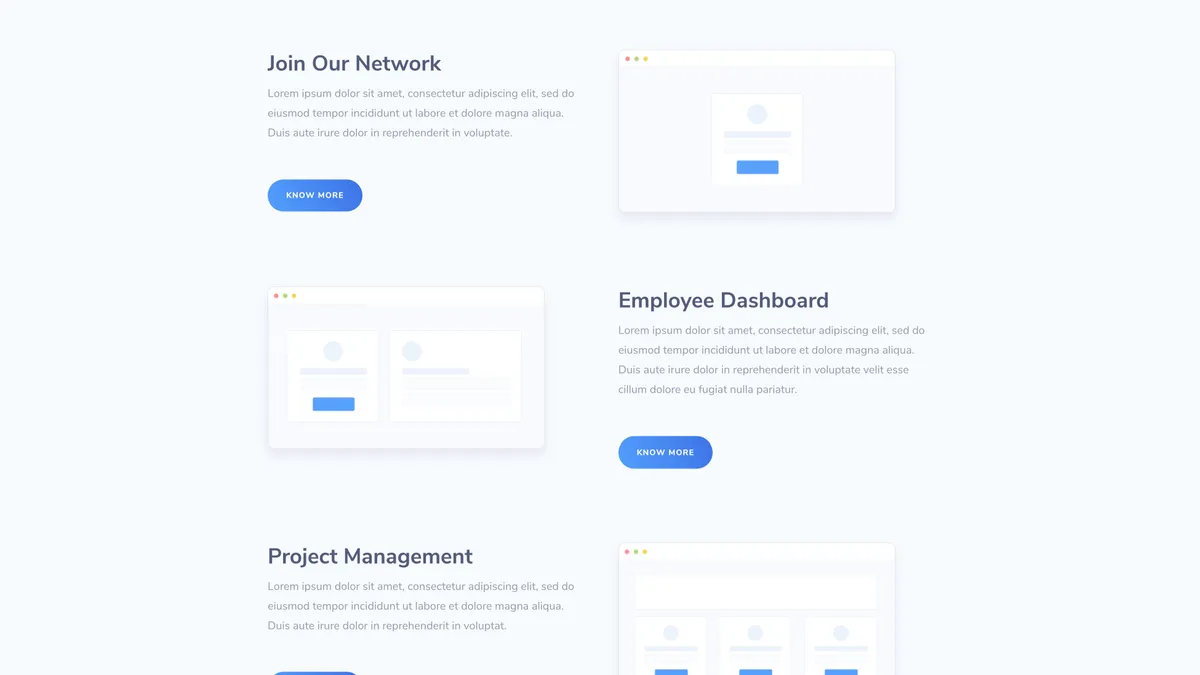 Join Our Network
Lorem ipsum dolor sit amet, consectetur adipiscing elit, sed do
eiusmod tempor incididunt ut labore et dolore magna aliqua.
Duis aute irure dolor in reprehenderit in voluptate.
KNOW MORE
Employee Dashboard
Lorem ipsum dolor sit amet, consectetur adipiscing elit, sed do
eiusmod tempor incididunt ut labore et dolore magna aliqua.
Duis aute irure dolor in reprehenderit in voluptate velit esse
cillum dolore eu fugiat nulla pariatur.
KNOW MORE
Project Management
Lorem ipsum dolor sit amet, consectetur adipiscing elit, sed do
eiusmod tempor incididunt ut labore et dolore magna aliqua.
Duis aute irure dolor in reprehenderit in voluptat.